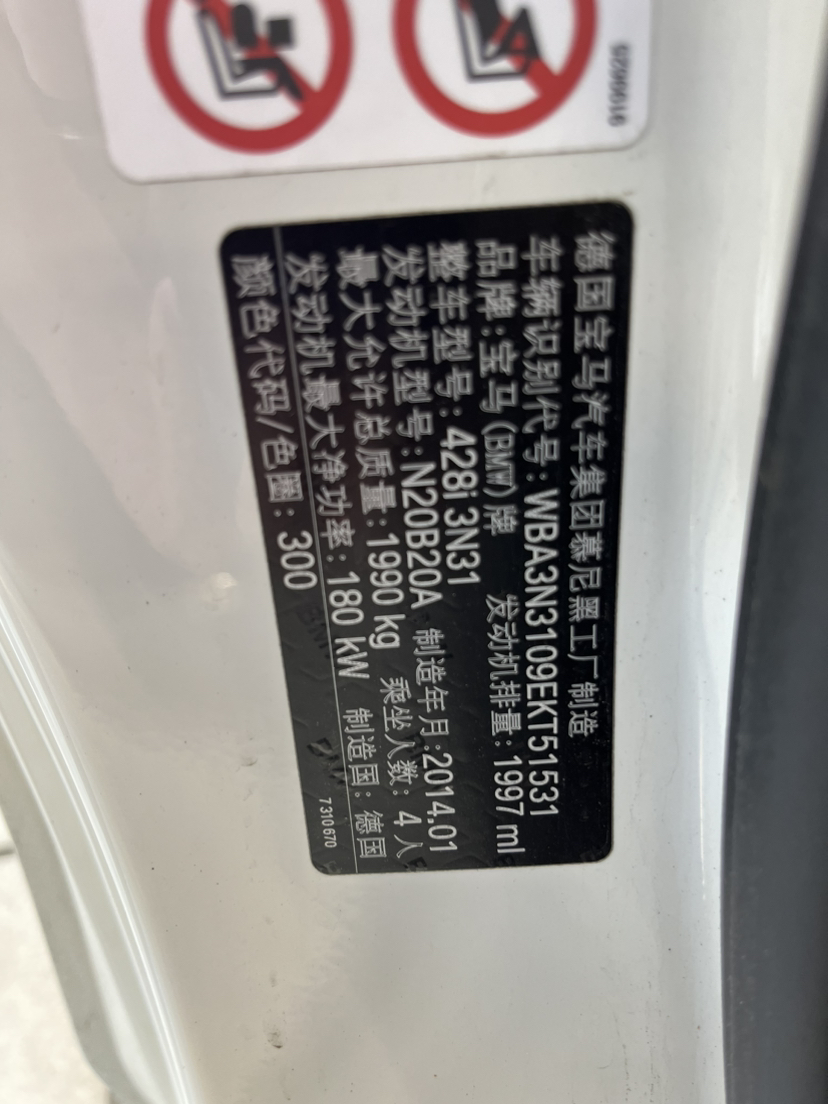 9299916
德国宝马汽车集团慕尼黑工厂制造
车辆识别代号:WBA3N3109EKT51531
品牌:宝马(BMW)牌 发动机排量:1997 ml
整车型号:428i 3N31
发动机型号:N20B20A 制造年月:2014.01
最大允许总质量:1990 kg 乘坐人数:4人
发动机最大净功率:180 kW 制造国:德国
颜色代码/色圈:300
7310670